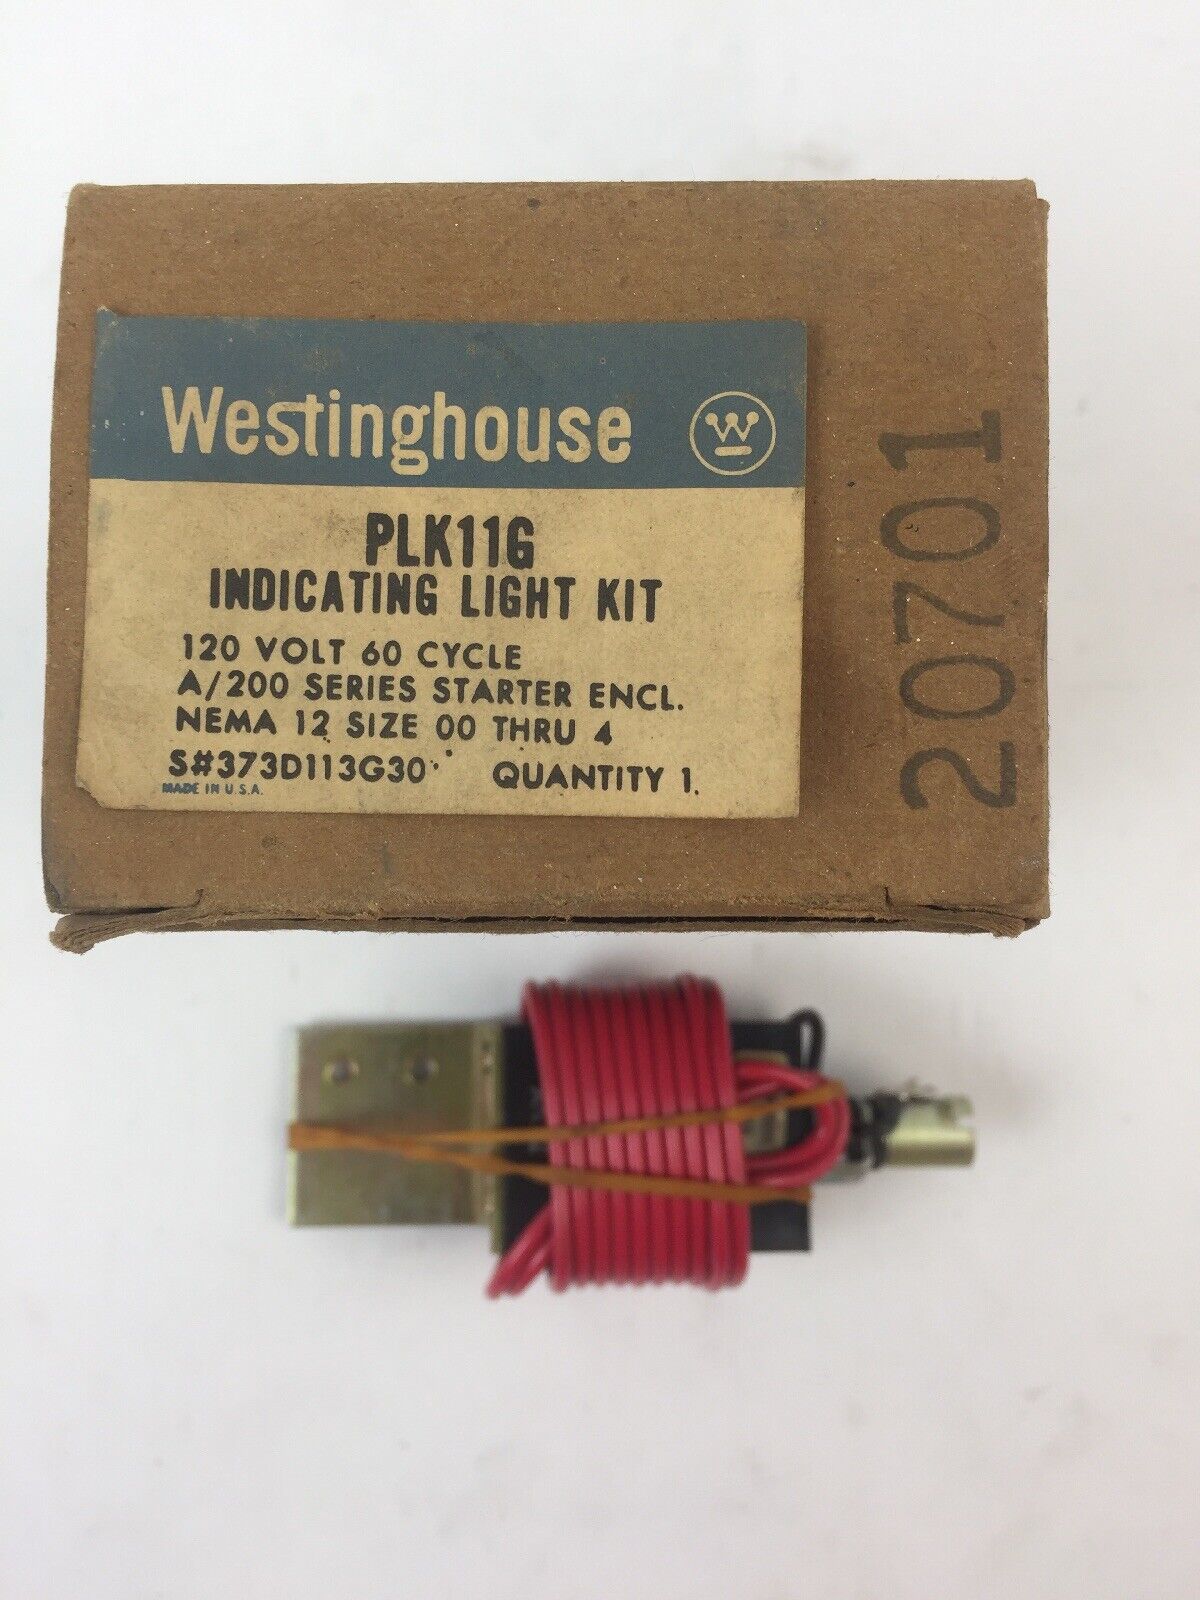 Westinghouse W
PLK11G
INDICATING LIGHT KIT
120 VOLT 60 CYCLE
A/200 SERIES STARTER ENCL.
NEMA 12 SIZE 00 THRU 4
S#373D113G30 QUANTITY 1.
MADE IN U.S.A.
20701